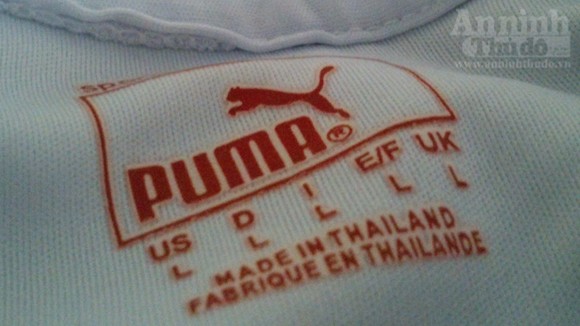 An ninh
Thủ đô
www.anninhthudo.vn
PUMA®
US D I E/F UK
L L L L L
MADE IN THAILAND
FABRIQUE EN THAILANDE